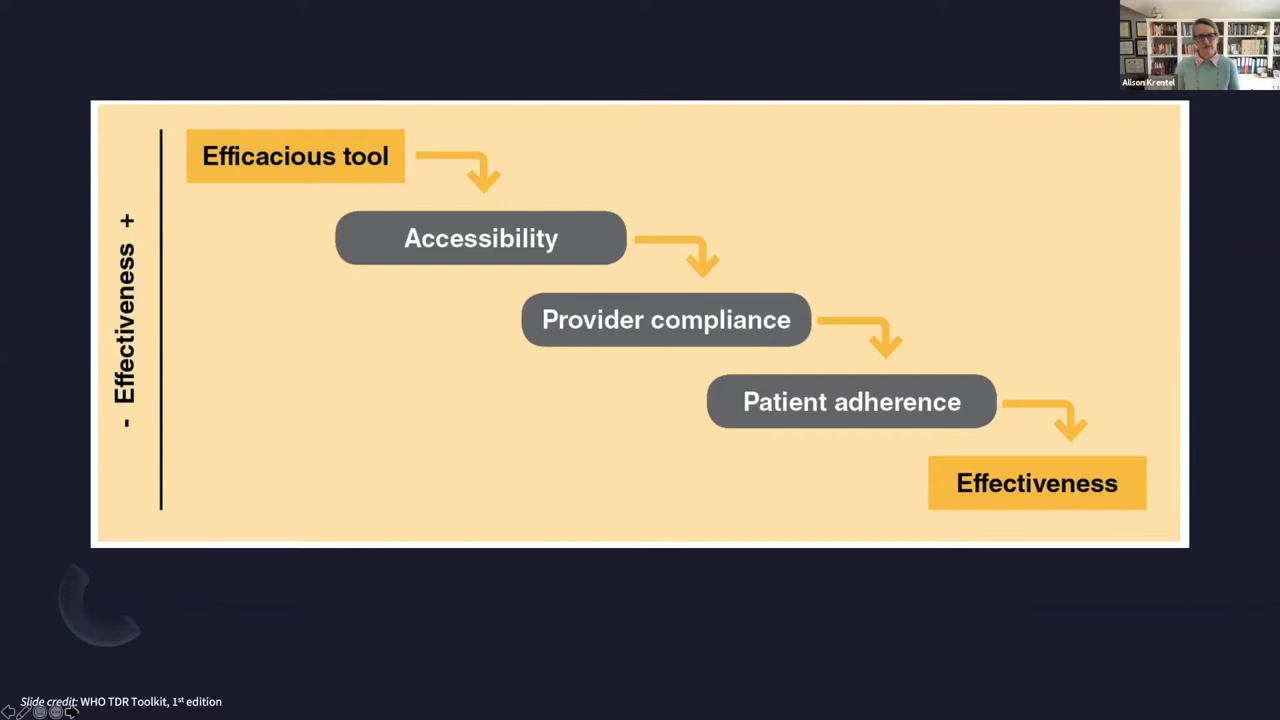 Alison Krentel
Efficacious tool
Accessibility
Provider compliance
Patient adherence
Effectiveness
- Effectiveness +
Slide credit: WHO TDR Toolkit, 1st edition